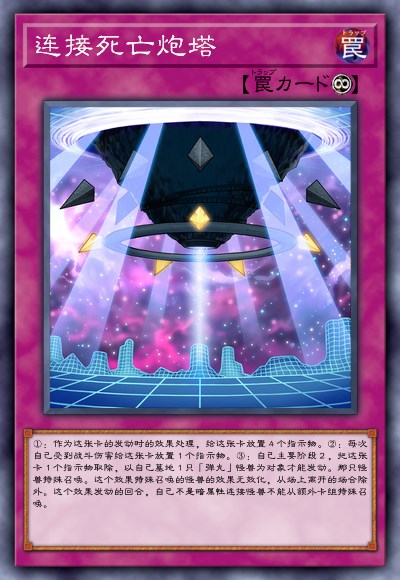 连接死亡炮塔
トラップ
罠
トラップ
【罠カード】
①：作为这张卡的发动时的效果处理，给这张卡放置４个指示物。②：每次
自己受到战斗伤害给这张卡放置１个指示物。③：自己主要阶段２，把这张
卡１个指示物取除，以自己墓地１只「弹丸」怪兽为对象才能发动。那只怪
兽特殊召唤。这个效果特殊召唤的怪兽的效果无效化，从场上离开的场合除
外。这个效果发动的回合，自己不是暗属性连接怪兽不能从额外卡组特殊召
唤。